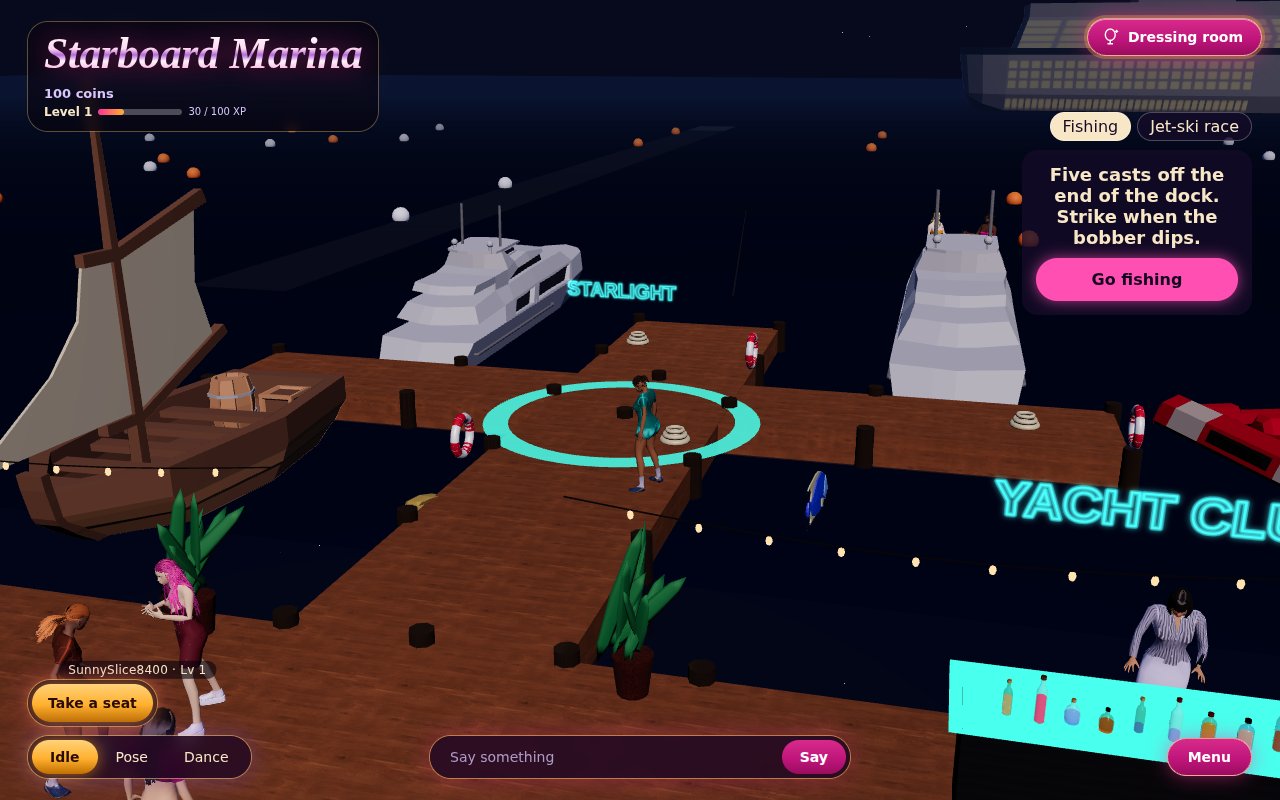 Starboard Marina
100 coins
Level 1 30 / 100 XP
Dressing room
Fishing Jet-ski race
Five casts off the
end of the dock.
Strike when the
bobber dips.
Go fishing
STARLIGHT
YACHT CLU
SunnySlice8400 · Lv 1
Take a seat
Idle Pose Dance
Say something Say
Menu